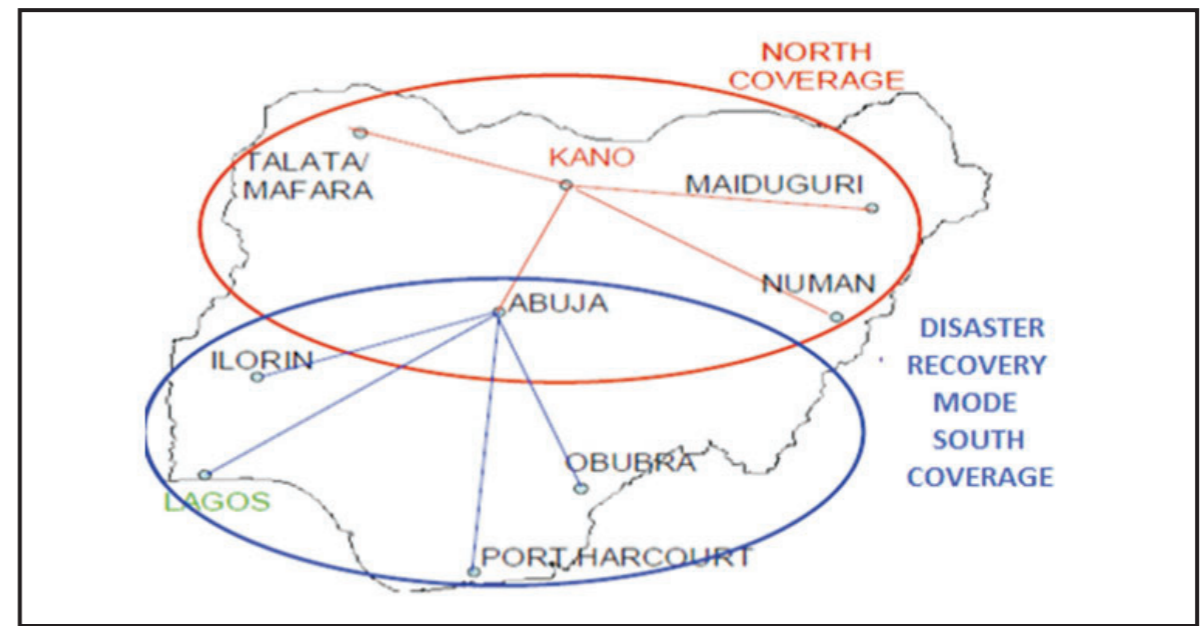 NORTH
COVERAGE
TALATA/
MAFARA
KANO
MAIDUGURI
NUMAN
ABUJA
ILORIN
DISASTER
RECOVERY
MODE
SOUTH
COVERAGE
OBUBRA
LAGOS
PORT HARCOURT